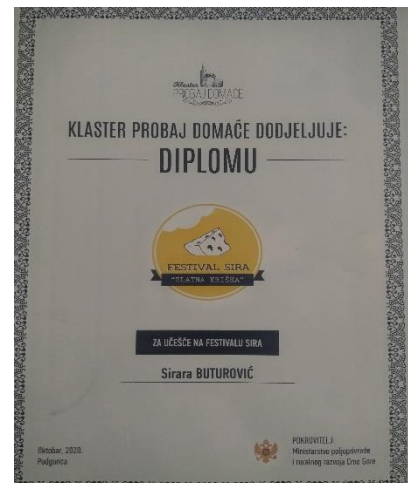 Klaster
PROBAJ DOMAĆE
KLASTER PROBAJ DOMAĆE DODJELJUJE:
DIPLOMU
FESTIVAL SIRA
"ZLATNA KRIŠKA"
ZA UČEŠĆE NA FESTIVALU SIRA
Sirara BUTUROVIĆ
Oktobar, 2020.
Podgorica
POKROVITELJ
Ministarstvo poljoprivrede
i ruralnog razvoja Crne Gore